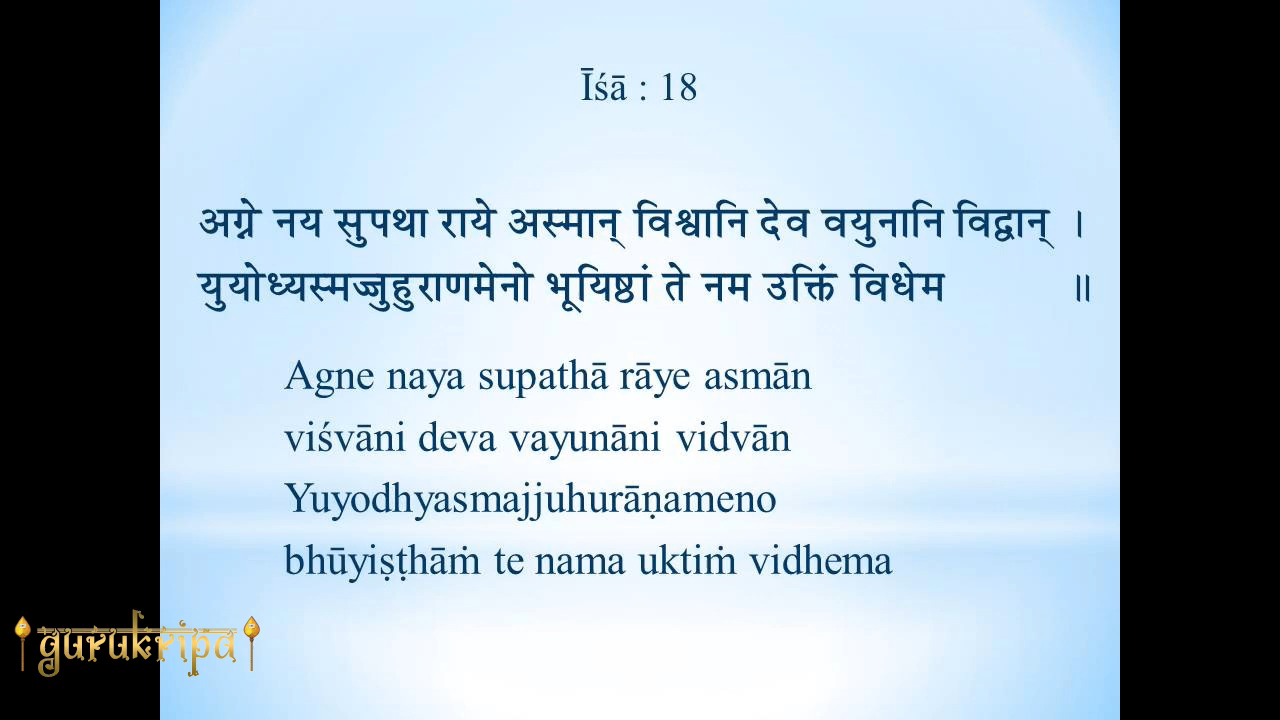 Īśā : 18
अग्ने नय सुपथा राये अस्मान् विश्वानि देव वयुनानि विद्वान् ।
युयोध्यस्मज्जुहुराणमेनो भूयिष्ठां ते नम उक्तिं विधेम ॥
Agne naya supathā rāye asmān
viśvāni deva vayunāni vidvān
Yuyodhyasmajjuhurāṇameno
bhūyiṣṭhāṁ te nama uktiṁ vidhema
gurukripa